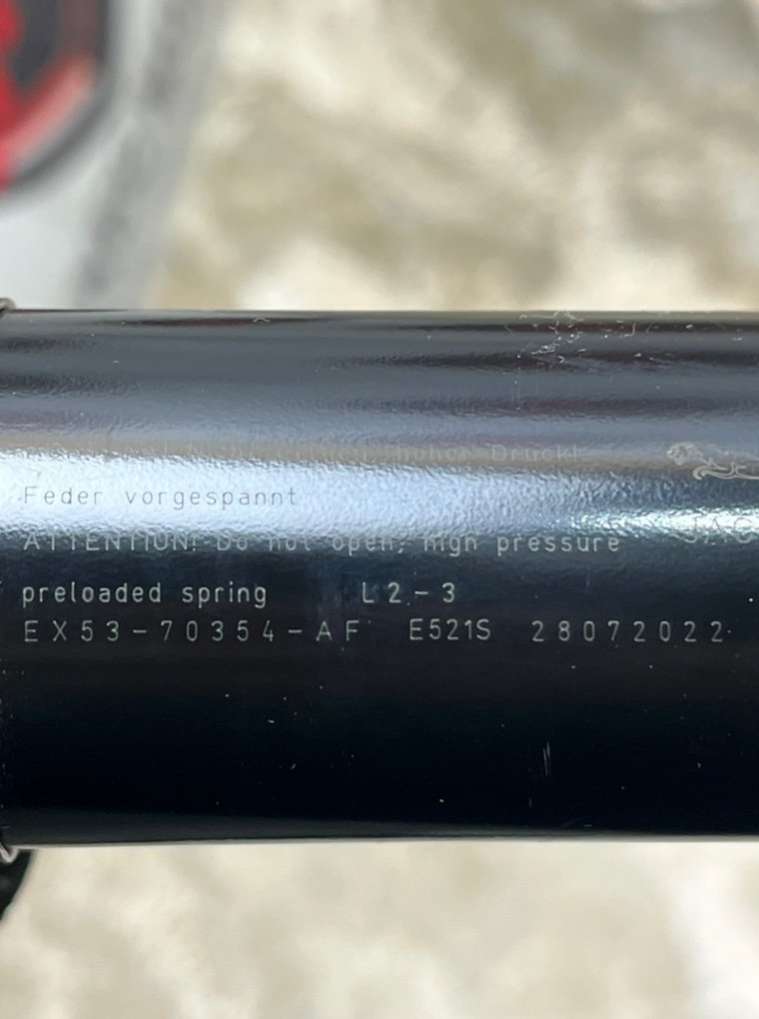 hoher Druck!
Feder vorgespannt
JAG
ATTENTION! Do not open, high pressure
preloaded spring L2-3
EX53-70354-AF E521S 28072022